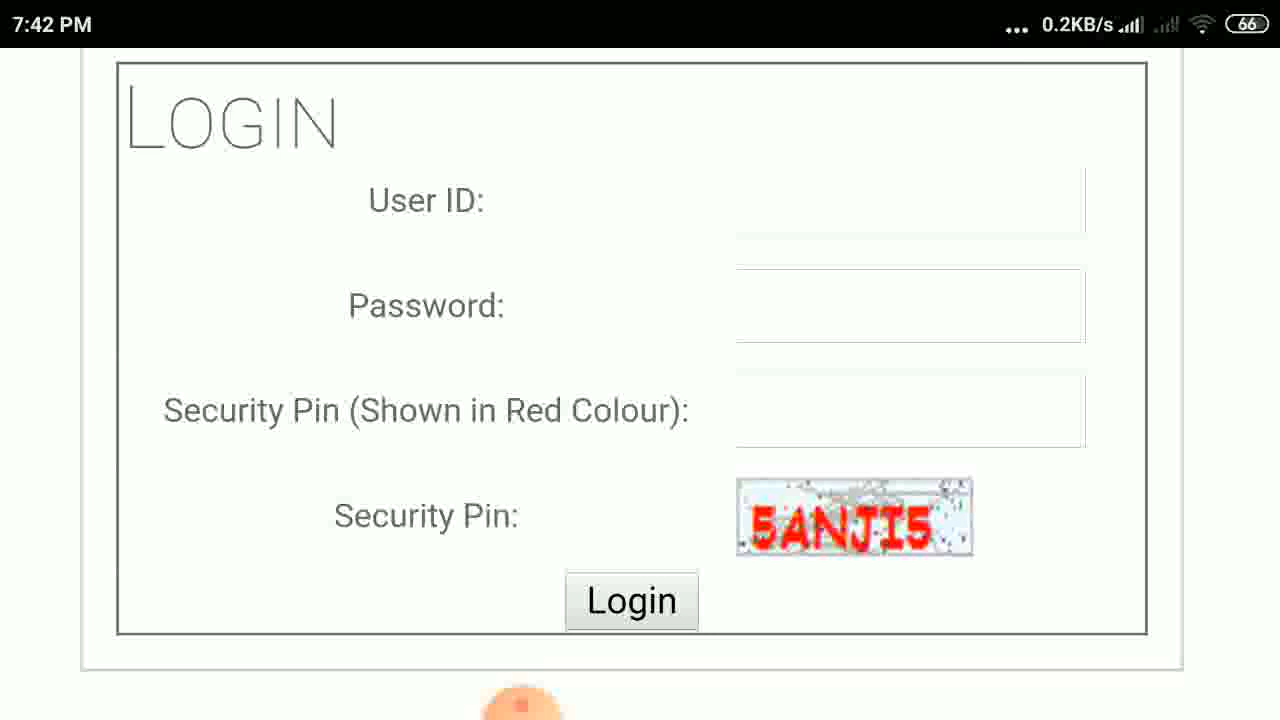 7:42 PM
... 0.2KB/s 66
LOGIN
User ID:
Password:
Security Pin (Shown in Red Colour):
Security Pin: 5ANJI5
Login